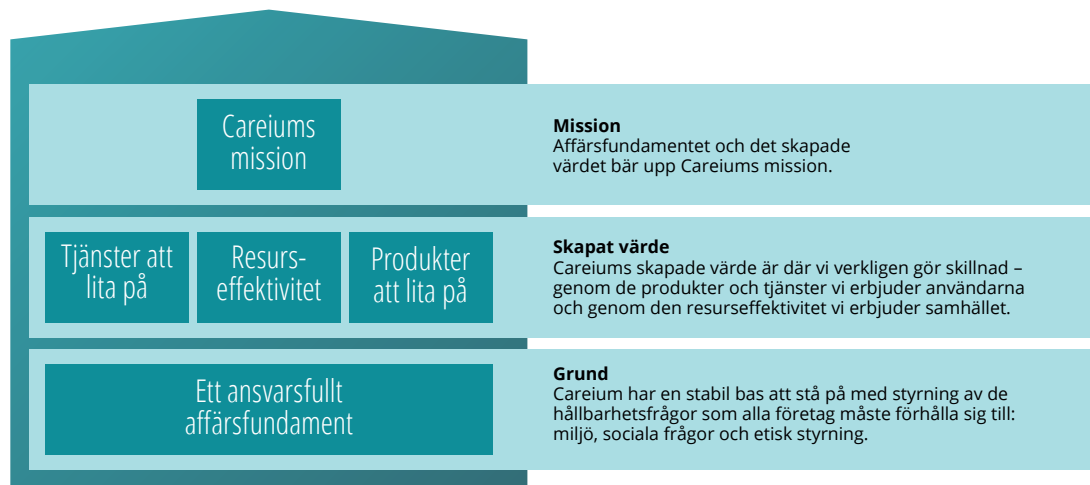 Careiums
mission
Mission
Affärsfundamentet och det skapade
värdet bär upp Careiums mission.
Tjänster att
lita på
Resurs-
effektivitet
Produkter
att lita på
Skapat värde
Careiums skapade värde är där vi verkligen gör skillnad –
genom de produkter och tjänster vi erbjuder användarna
och genom den resurseffektivitet vi erbjuder samhället.
Ett ansvarsfullt
affärsfundament
Grund
Careium har en stabil bas att stå på med styrning av de
hållbarhetsfrågor som alla företag måste förhålla sig till:
miljö, sociala frågor och etisk styrning.